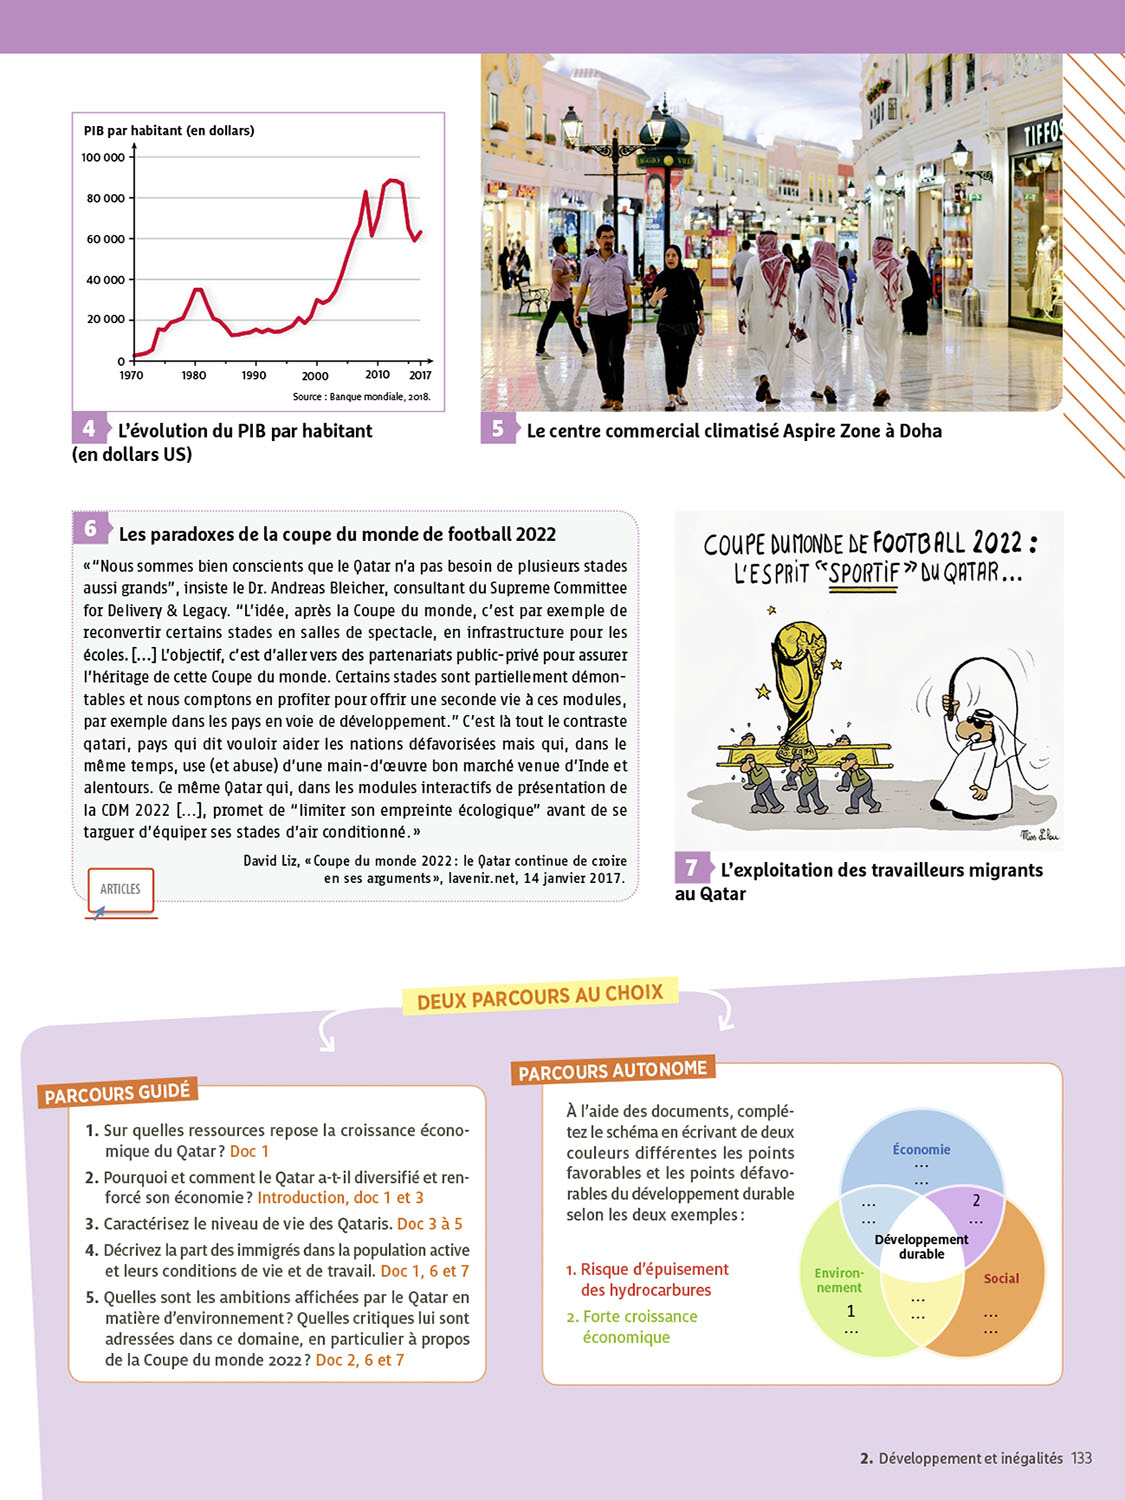 PIB par habitant (en dollars)
100 000
80 000
60 000
40 000
20 000
0
1970
1980
1990
2000
2010
2017
Source : Banque mondiale, 2018.
4 L'évolution du PIB par habitant
(en dollars US)
TIFFOS
5 Le centre commercial climatisé Aspire Zone à Doha
6 Les paradoxes de la coupe du monde de football 2022
« “Nous sommes bien conscients que le Qatar n'a pas besoin de plusieurs stades
aussi grands”, insiste le Dr. Andreas Bleicher, consultant du Supreme Committee
for Delivery & Legacy. “L'idée, après la Coupe du monde, c'est par exemple de
reconvertir certains stades en salles de spectacle, en infrastructure pour les
écoles. [...] L'objectif, c'est d'aller vers des partenariats public-privé pour assurer
l'héritage de cette Coupe du monde. Certains stades sont partiellement démon-
tables et nous comptons en profiter pour offrir une seconde vie à ces modules,
par exemple dans les pays en voie de développement.” C'est là tout le contraste
qatari, pays qui dit vouloir aider les nations défavorisées mais qui, dans le
même temps, use (et abuse) d'une main-d'œuvre bon marché venue d'Inde et
alentours. Ce même Qatar qui, dans les modules interactifs de présentation de
la CDM 2022 [...], promet de “limiter son empreinte écologique” avant de se
targuer d'équiper ses stades d'air conditionné. »
David Liz, « Coupe du monde 2022 : le Qatar continue de croire
en ses arguments », lavenir.net, 14 janvier 2017.
ARTICLES
COUPE DU MONDE DE FOOTBALL 2022 :
L'ESPRIT “SPORTIF” DU QATAR...
Miss Lilou
7 L'exploitation des travailleurs migrants
au Qatar
DEUX PARCOURS AU CHOIX
PARCOURS GUIDÉ
1. Sur quelles ressources repose la croissance écono-
mique du Qatar ? Doc 1
2. Pourquoi et comment le Qatar a-t-il diversifié et ren-
forcé son économie ? Introduction, doc 1 et 3
3. Caractérisez le niveau de vie des Qataris. Doc 3 à 5
4. Décrivez la part des immigrés dans la population active
et leurs conditions de vie et de travail. Doc 1, 6 et 7
5. Quelles sont les ambitions affichées par le Qatar en
matière d'environnement ? Quelles critiques lui sont
adressées dans ce domaine, en particulier à propos
de la Coupe du monde 2022 ? Doc 2, 6 et 7
PARCOURS AUTONOME
À l'aide des documents, complé-
tez le schéma en écrivant de deux
couleurs différentes les points
favorables et les points défavo-
rables du développement durable
selon les deux exemples :
1. Risque d'épuisement
des hydrocarbures
2. Forte croissance
économique
Économie
...
...
...
...
2
...
Développement
durable
Environ-
nement
1
...
...
...
Social
...
...
2. Développement et inégalités 133